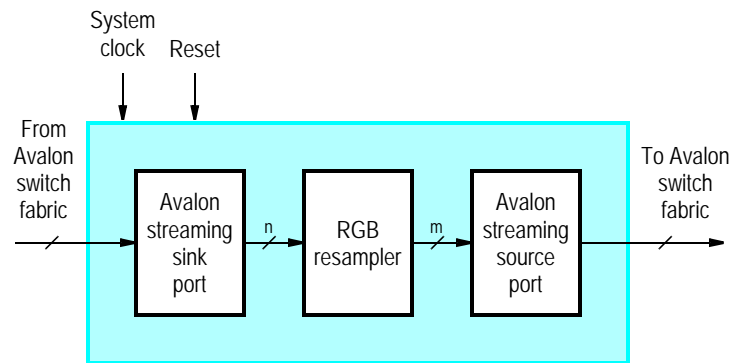 System
clock
Reset
From
Avalon
switch
fabric
Avalon
streaming
sink
port
n
RGB
resampler
m
Avalon
streaming
source
port
To Avalon
switch
fabric